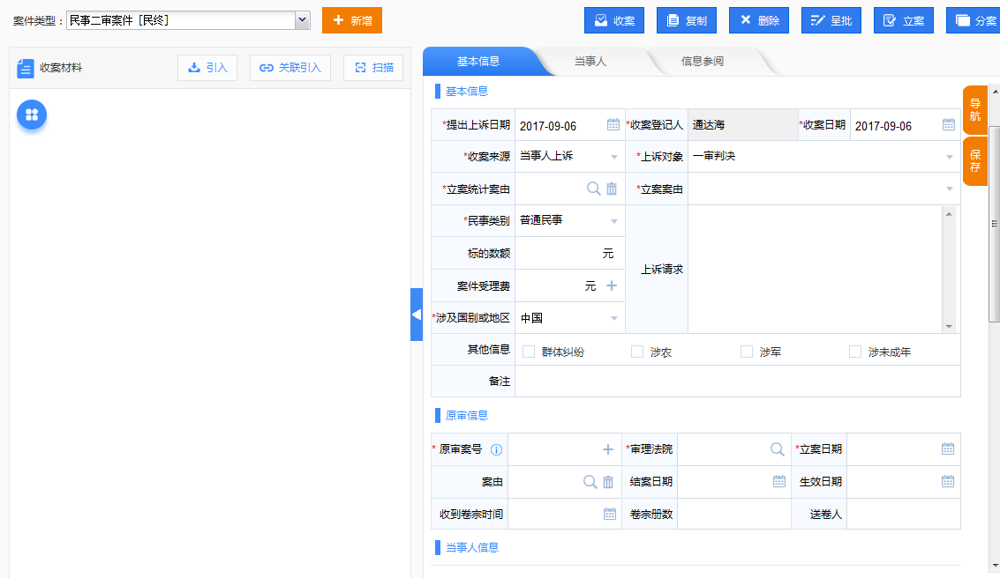 案件类型： 民事二审案件［民终］ 新增 收案 复制 删除 呈批 立案 分案
收案材料 引入 关联引入 扫描
基本信息 当事人 信息参阅
基本信息
*提出上诉日期 2017-09-06 *收案登记人 通达海 *收案日期 2017-09-06
*收案来源 当事人上诉 *上诉对象 一审判决
*立案统计案由 *立案案由
*民事类别 普通民事
标的数额 元
上诉请求
案件受理费 元
*涉及国别或地区 中国
其他信息 群体纠纷 涉农 涉军 涉未成年
备注
导航
保存
原审信息
* 原审案号 *审理法院 *立案日期
案由 结案日期 生效日期
收到卷宗时间 卷宗册数 送卷人
当事人信息